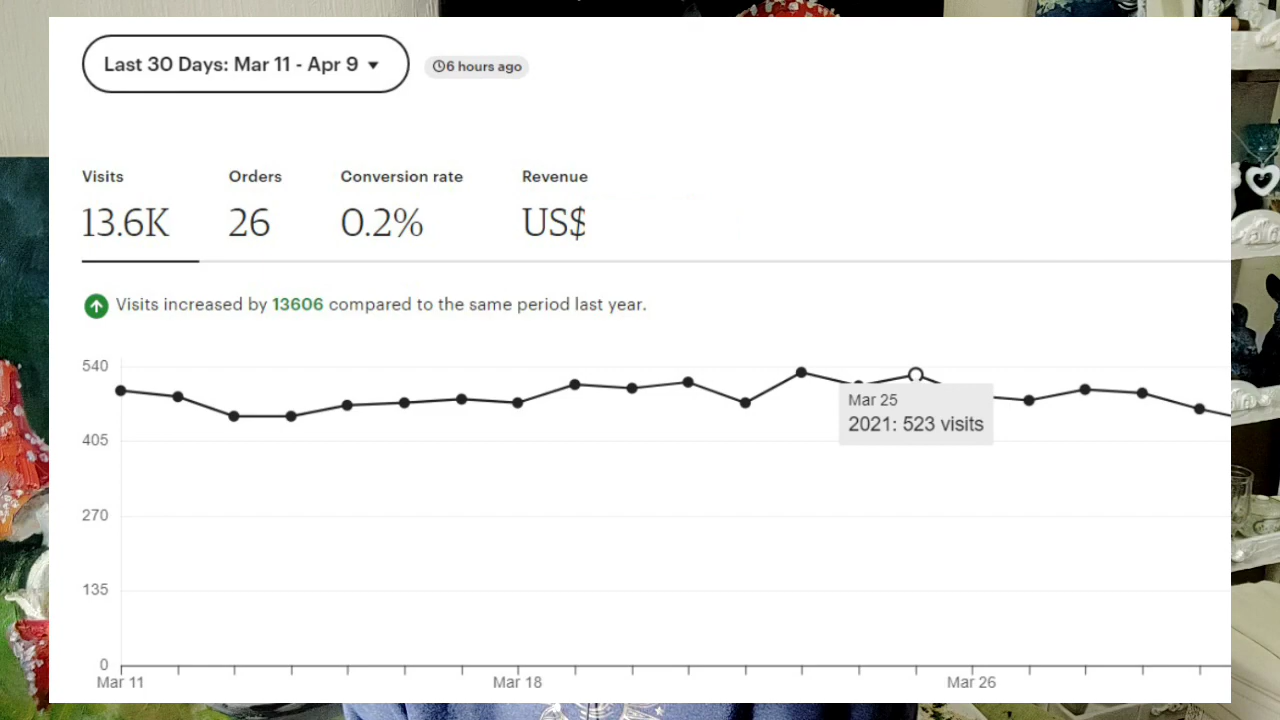 Last 30 Days: Mar 11 - Apr 9
6 hours ago
Visits
Orders
Conversion rate
Revenue
13.6K
26
0.2%
US$
Visits increased by 13606 compared to the same period last year.
540
405
270
135
0
Mar 25
2021: 523 visits
Mar 11
Mar 18
Mar 26